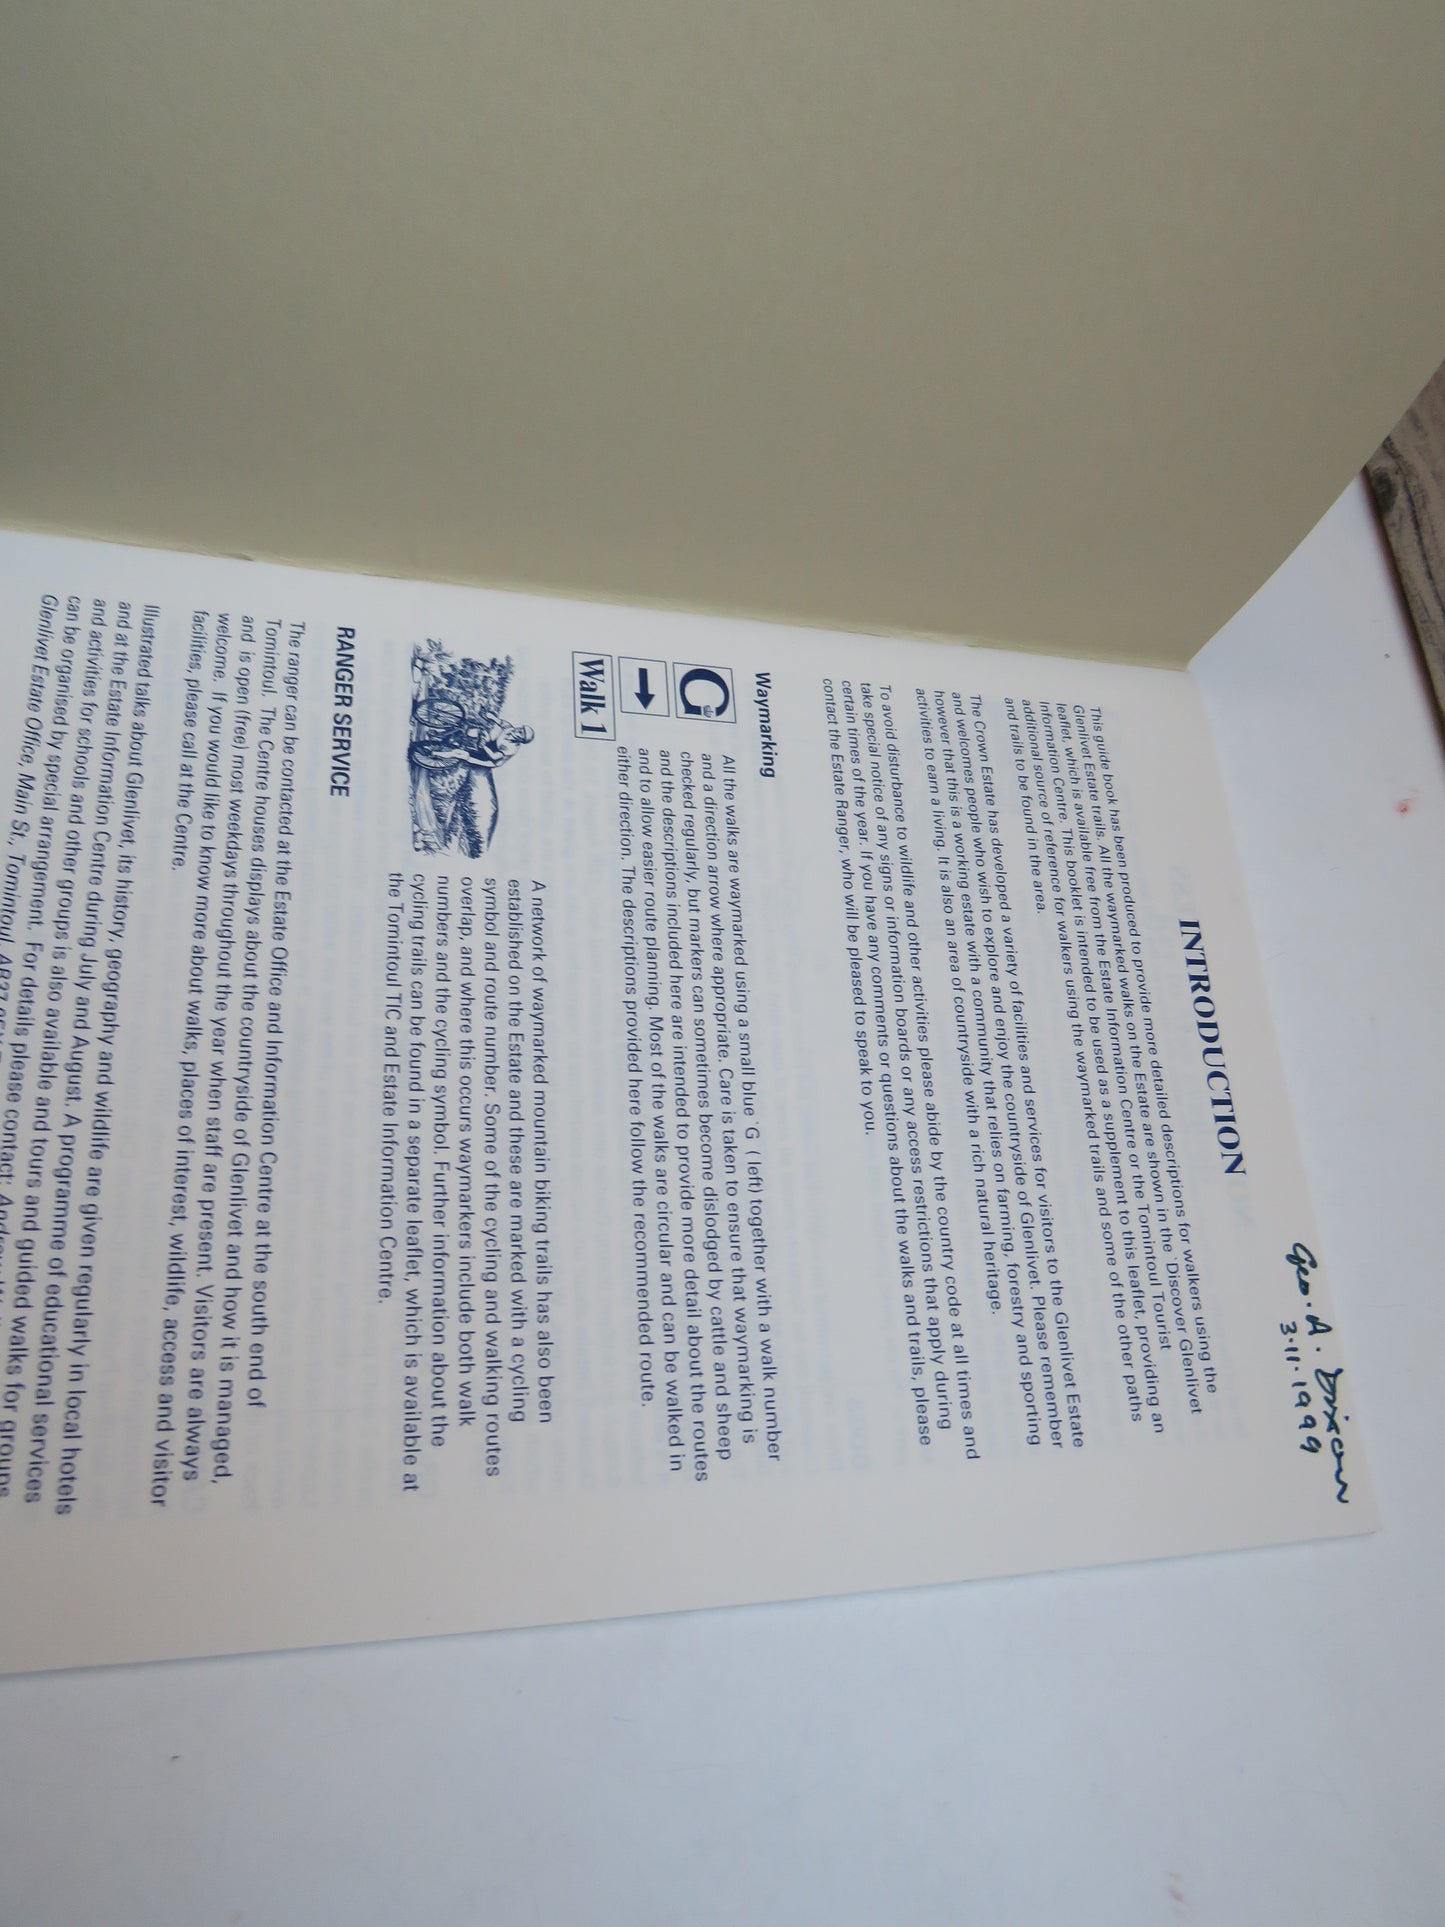 Geo. A. Dixon
3.11.1999
INTRODUCTION
This guide book has been produced to provide more detailed descriptions for walkers using the
Glenlivet Estate trails. All the waymarked walks on the Estate are shown in the `Discover Glenlivet
leaflet, which is available free from the Estate Information Centre or the Tomintoul Tourist
Information Centre. This booklet is intended to be used as a supplement to this leaflet, providing an
additional source of reference for walkers using the waymarked trails and some of the other paths
and trails to be found in the area.
The Crown Estate has developed a variety of facilities and services for visitors to the Glenlivet Estate
and welcomes people who wish to explore and enjoy the countryside of Glenlivet. Please remember
however that this is a working estate with a community that relies on farming, forestry and sporting
activities to earn a living. It is also an area of countryside with a rich natural heritage.
To avoid disturbance to wildlife and other activities please abide by the country code at all times and
take special notice of any signs or information boards or any access restrictions that apply during
certain times of the year. If you have any comments or questions about the walks and trails, please
contact the Estate Ranger, who will be pleased to speak to you.
Waymarking
G
Walk 1
All the walks are waymarked using a small blue `G ( left) together with a walk number
and a direction arrow where appropriate. Care is taken to ensure that waymarking is
checked regularly, but markers can sometimes become dislodged by cattle and sheep
and the descriptions included here are intended to provide more detail about the routes
and to allow easier route planning. Most of the walks are circular and can be walked in
either direction. The descriptions provided here follow the recommended route.
A network of waymarked mountain biking trails has also been
established on the Estate and these are marked with a cycling
symbol and route number. Some of the cycling and walking routes
overlap, and where this occurs waymarkers include both walk
numbers and the cycling symbol. Further information about the
cycling trails can be found in a separate leaflet, which is available at
the Tomintoul TIC and Estate Information Centre.
RANGER SERVICE
The ranger can be contacted at the Estate Office and Information Centre at the south end of
Tomintoul. The Centre houses displays about the countryside of Glenlivet and how it is managed,
and is open (free) most weekdays throughout the year when staff are present. Visitors are always
welcome. If you would like to know more about walks, places of interest, wildlife, access and visitor
facilities, please call at the Centre.
Illustrated talks about Glenlivet, its history, geography and wildlife are given regularly in local hotels
and at the Estate Information Centre during July and August. A programme of educational services
and activities for schools and other groups is also available and tours and guided walks for groups
can be organised by special arrangement. For details please contact:
Glenlivet Estate Office, Main St., Tomintoul,